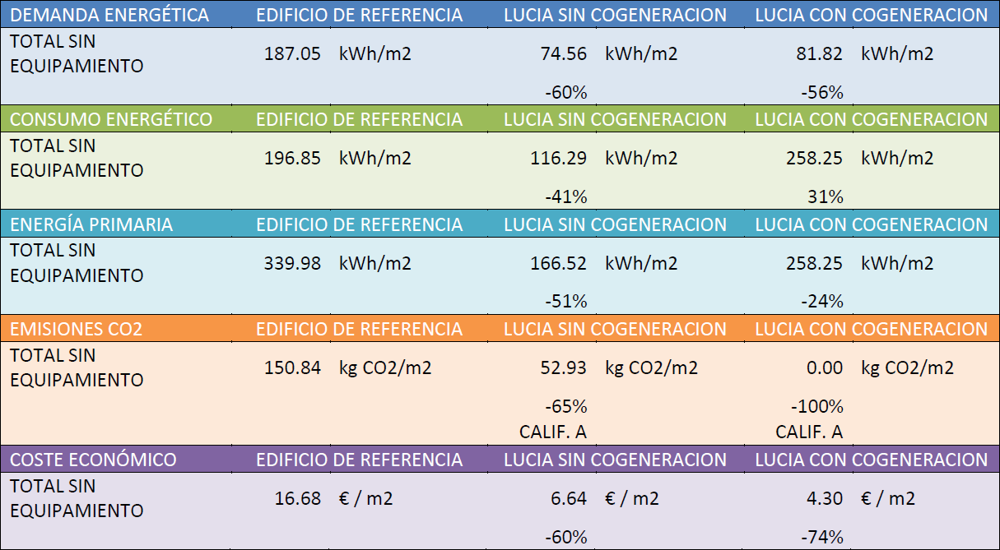 DEMANDA ENERGÉTICA EDIFICIO DE REFERENCIA LUCIA SIN COGENERACION LUCIA CON COGENERACION
TOTAL SIN
EQUIPAMIENTO
187.05 kWh/m2 74.56 kWh/m2 81.82 kWh/m2
-60% -56%
CONSUMO ENERGÉTICO EDIFICIO DE REFERENCIA LUCIA SIN COGENERACION LUCIA CON COGENERACION
TOTAL SIN
EQUIPAMIENTO
196.85 kWh/m2 116.29 kWh/m2 258.25 kWh/m2
-41% 31%
ENERGÍA PRIMARIA EDIFICIO DE REFERENCIA LUCIA SIN COGENERACION LUCIA CON COGENERACION
TOTAL SIN
EQUIPAMIENTO
339.98 kWh/m2 166.52 kWh/m2 258.25 kWh/m2
-51% -24%
EMISIONES CO2 EDIFICIO DE REFERENCIA LUCIA SIN COGENERACION LUCIA CON COGENERACION
TOTAL SIN
EQUIPAMIENTO
150.84 kg CO2/m2 52.93 kg CO2/m2 0.00 kg CO2/m2
-65% -100%
CALIF. A CALIF. A
COSTE ECONÓMICO EDIFICIO DE REFERENCIA LUCIA SIN COGENERACION LUCIA CON COGENERACION
TOTAL SIN
EQUIPAMIENTO
16.68 € / m2 6.64 € / m2 4.30 € / m2
-60% -74%